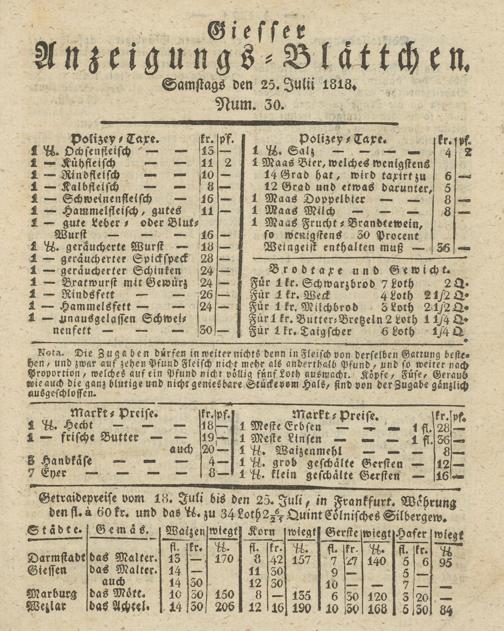 Giesser
Anzeigungs-Blättchen.
Samstags den 25. Julii 1818.
Num. 30.
Polizey-Taxe. kr. pf.
1 ℔. Ochsenfleisch — — 13 —
1 — Kühfleisch — — 11 2
1 — Rindfleisch — — 10 —
1 — Kalbfleisch — — 8 —
1 — Schweinenfleisch — 16 —
1 — Hammelfleisch, gutes 11 —
1 — gute Leber- oder Blut-
Wurst — — 16 —
1 ℔. geräucherte Wurst — 18 —
1 — geräucherter Spickspeck 28 —
1 — geräucherter Schinken 24 —
1 — Bratwurst mit Gewürz 24 —
1 — Rindsfett — — 26 —
1 — Hammelsfett — — 24 —
1 — unausgelassen Schwei-
nenfett — — 30 —
Polizey-Taxe. kr. pf.
1 ℔. Salz — — — 4 2
1 Maas Bier, welches wenigstens
14 Grad hat, wird taxirt zu 6 —
12 Grad und etwas darunter, 5
1 Maas Doppelbier — — 8 —
1 Maas Milch — — — 8 —
1 Maas Frucht-Brandtewein,
so wenigstens 30 Procent
Weingeist enthalten muß — 36 —
Brodtaxe und Gewicht.
Für 1 kr. Schwarzbrod 7 Loth 2 Q.
Für 1 kr. Weck 4 Loth 2 1/2 Q.
Für 1 kr. Milchbrod 3 Loth 2 1/2 Q.
Für 1 kr. Butter-Bretzeln 2 Loth 1 1/4 Q.
Für 1 kr. Taigscher 6 Loth 1/4 Q.
Nota. Die Zugaben dürfen in weiter nichts denn in Fleisch von derselben Gattung beste-
hen, und zwar auf zehen Pfund Fleisch nicht mehr als anderthalb Pfund, und so weiter nach
Proportion, welches auf ein Pfund nicht völlig fünf Loth ausmacht. Köpfe, Füse, Geraub
wie auch die ganz blutige und nicht geniesbare Stücke vom Hals, sind von der Zugabe gänzlich
ausgeschlossen.
Markt-Preise. kr. pf.
1 ℔. Hecht — — — 18 —
1 — frische Butter — — 19 —
auch 20 —
3 Handkäse — — — 4 —
7 Eyer — — — 8 —
Markt-Preise. kr. pf.
1 Meste Erbsen — — 1 fl. 28 —
1 Meste Linsen — — 1 fl. 36 —
1 ℔. Waizenmehl — — 8 —
1 ℔. grob geschälte Gersten — 12 —
1 ℔. klein geschälte Gersten — 16 —
Getraidepreise vom 18. Juli bis den 25. Juli, in Frankfurt. Währung
den fl. à 60 kr. und das ℔. zu 34 Loth Quint Cölnisches Silbergew.
Städte. Gemäs. Waizen wiegt Korn wiegt Gerste wiegt Hafer wiegt
fl. kr. ℔. fl. kr. ℔. fl. kr. ℔. fl. kr. ℔.
Darmstadt das Malter. 13 — 170 8 42 157 7 27 140 5 6 95
Giessen das Malter. 14 — 11 30 9 — 5 —
auch 14 30 12 30 10 — 6 —
Marburg das Mött. 10 30 150 8 — 135 6 30 120 3 30
Wezlar das Achtel. 14 30 206 12 16 190 10 30 168 5 30 84